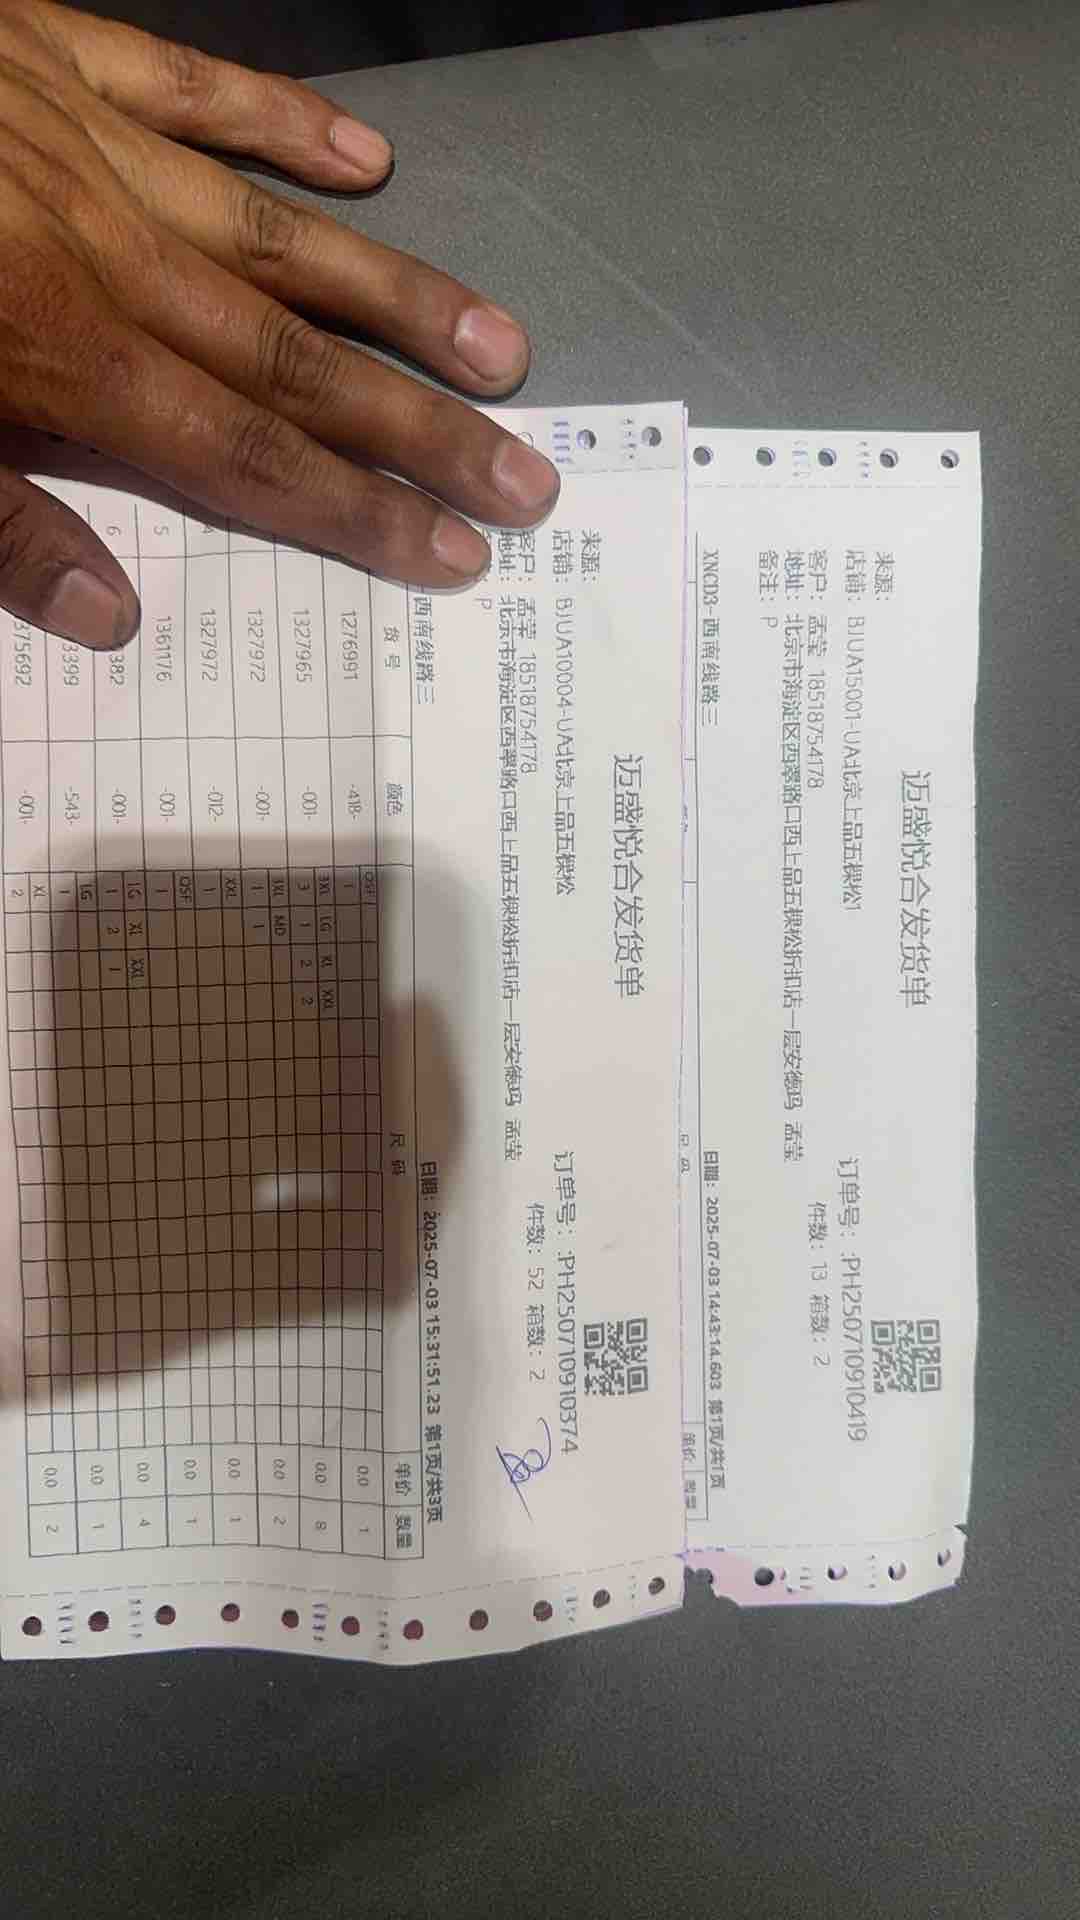 迈盛悦合发货单
来源：
店铺：BJUA15001-UA北京上品五棵松1
订单号：:PH250710910419
客户：孟莹 18518754178
件数：13 箱数：2
地址：北京市海淀区西翠路口西上品五棵松折扣店一层安德玛 孟莹
备注：P
XNCD3-西南线路三
日期：2025-07-03 14:43:14.603 第1页/共1页
尺 码
单价 数量
迈盛悦合发货单
来源：
店铺：BJUA10004-UA北京上品五棵松
订单号：:PH250710910374
客户：孟莹 18518754178
件数：52 箱数：2
地址：北京市海淀区西翠路口西上品五棵松折扣店一层安德玛 孟莹
P
西南线路三
日期：2025-07-03 15:31:51.23 第1页/共3页
货号 颜色 尺 码 单价 数量
OSF
1276991 -418- 1 0.0 1
3XL LG XL XXL
1327965 -001- 3 1 2 2 0.0 8
3XL MD
1327972 -001- 1 1 0.0 2
XXL
4 1327972 -012- 1 0.0 1
OSF
5 1361176 -001- 1 0.0 1
LG XL XXL
6 382 -001- 1 2 1 0.0 4
LG
3399 -543- 1 0.0 1
XL
375692 -001- 2 0.0 2